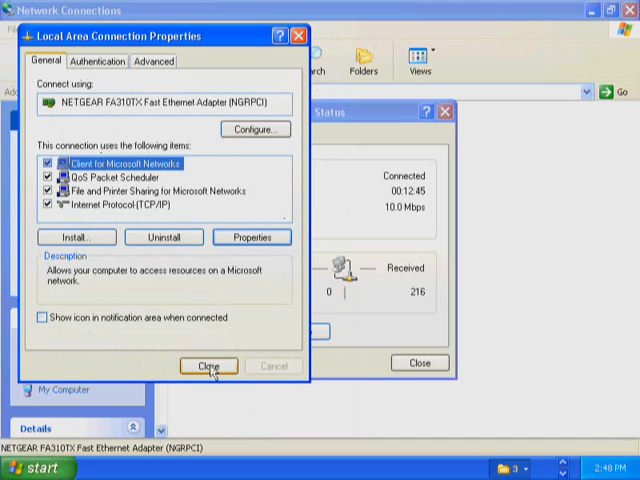 Network Connections
Local Area Connection Properties
General
Authentication
Advanced
Connect using:
NETGEAR FA310TX Fast Ethernet Adapter (NGRPCI)
Configure...
This connection uses the following items:
Client for Microsoft Networks
QoS Packet Scheduler
File and Printer Sharing for Microsoft Networks
Internet Protocol (TCP/IP)
Install...
Uninstall
Properties
Description
Allows your computer to access resources on a Microsoft
network.
Show icon in notification area when connected
Close
Cancel
Folders
Views
Go
Status
Connected
00:12:45
10.0 Mbps
Received
0
216
Close
My Computer
Details
NETGEAR FA310TX Fast Ethernet Adapter (NGRPCI)
start
3
2:48 PM